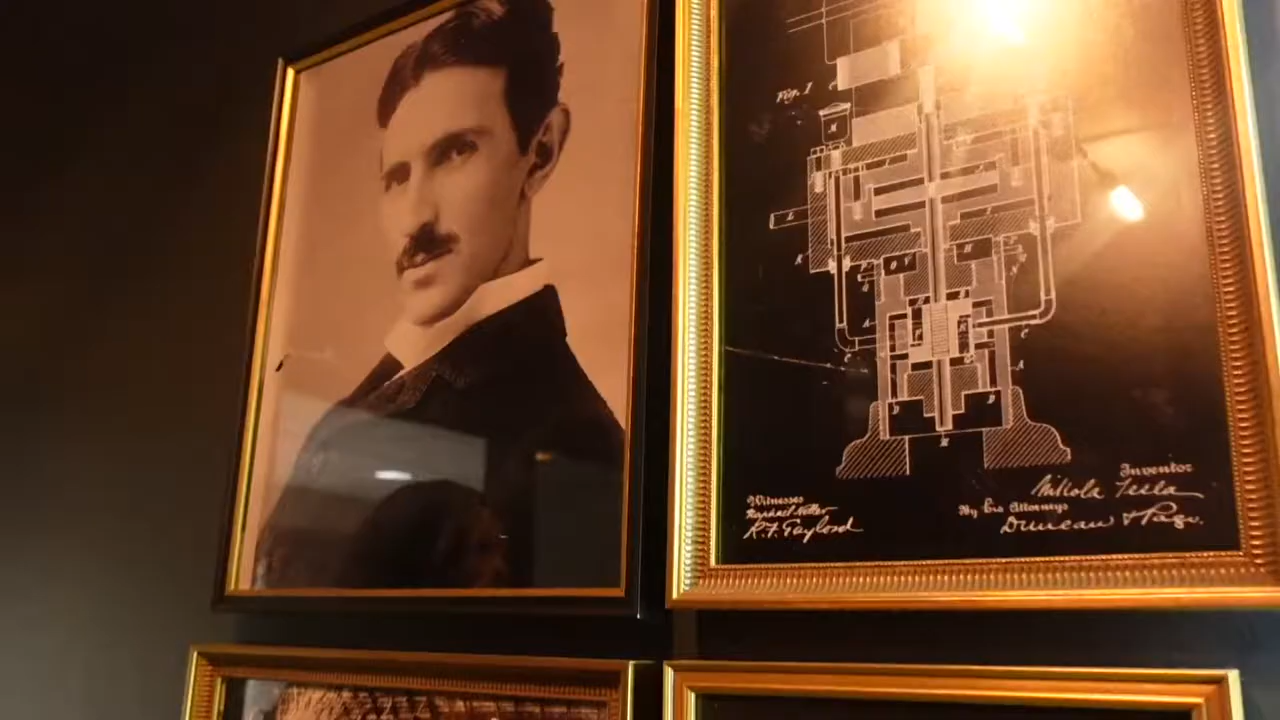 Fig. 1
Witnesses
Raphael Netter
R. F. Gaylord
Inventor
Nikola Tesla
By his Attorneys
Duncan & Page.